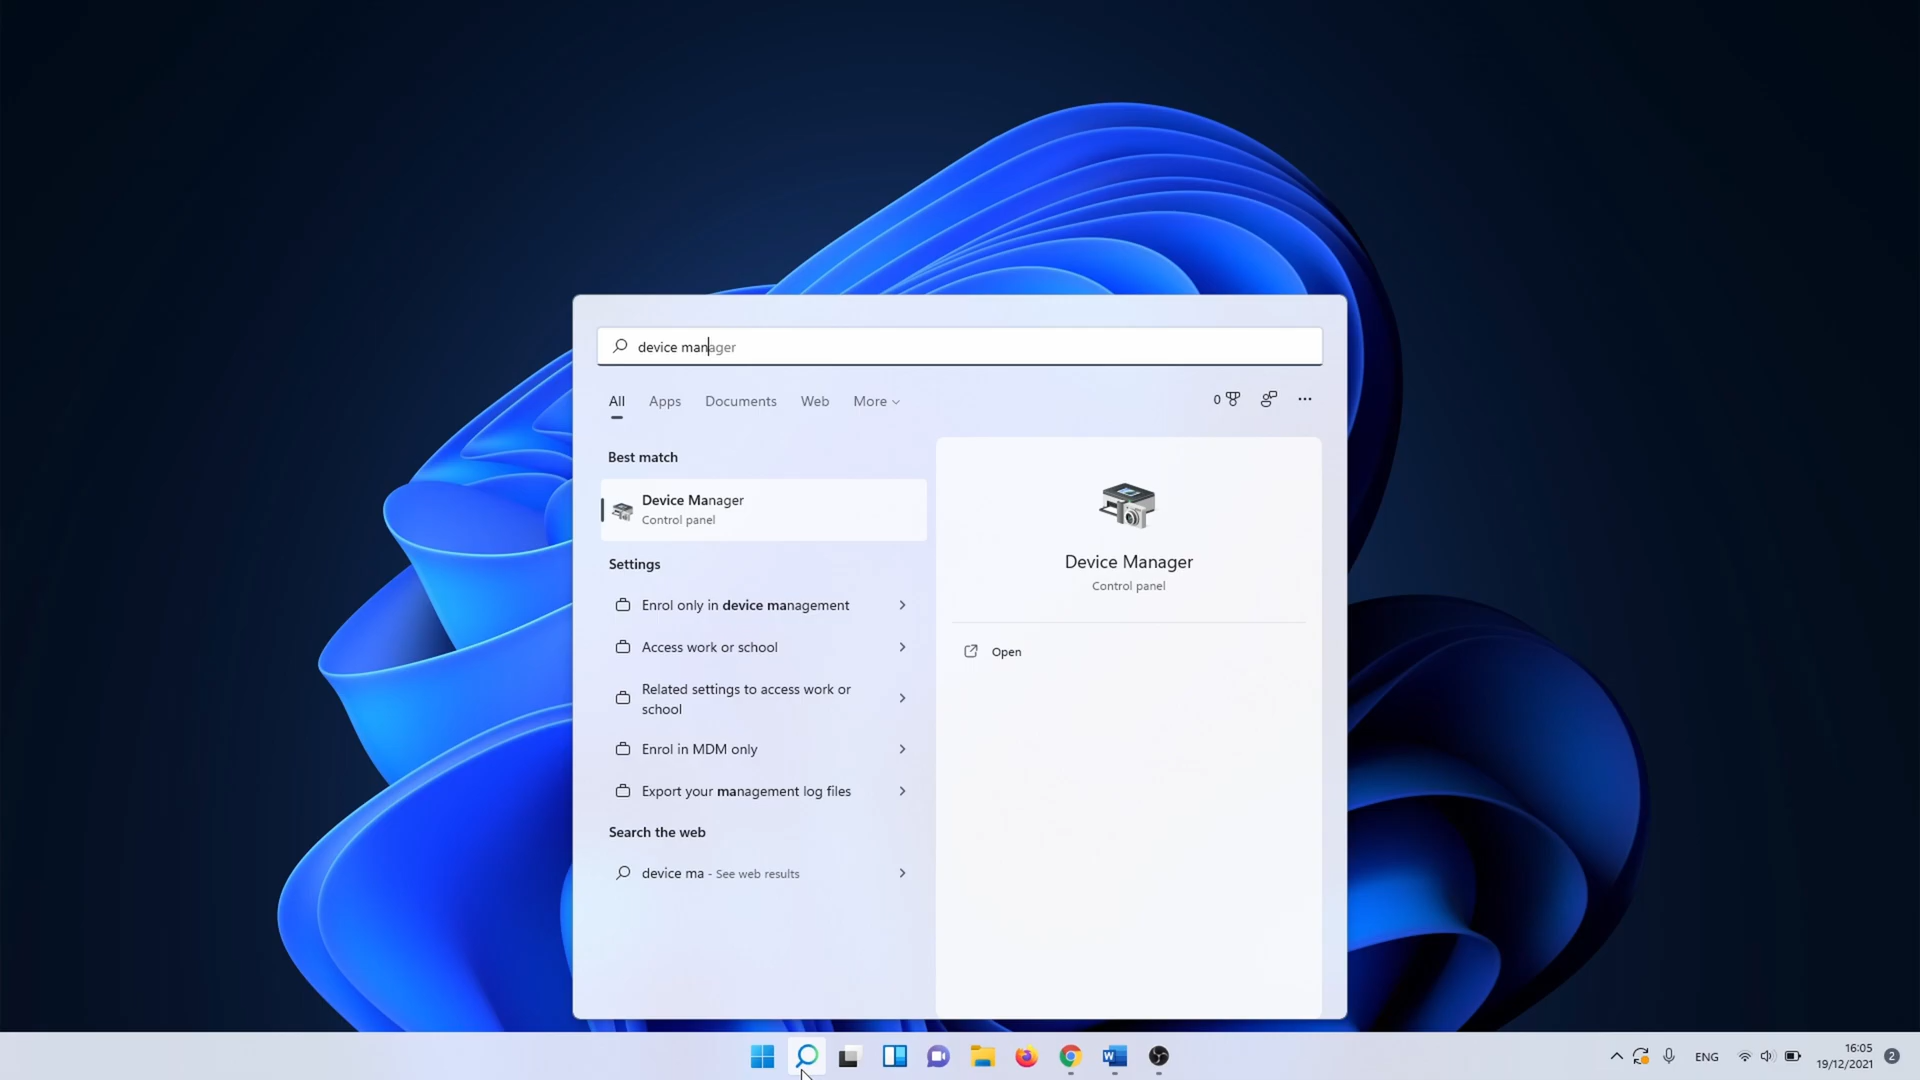 device manager
All Apps Documents Web More
0
Best match
Device Manager
Control panel
Settings
Enrol only in device management
Access work or school
Related settings to access work or
school
Enrol in MDM only
Export your management log files
Search the web
device ma - See web results
Device Manager
Control panel
Open
W
ENG
16:05
19/12/2021
2